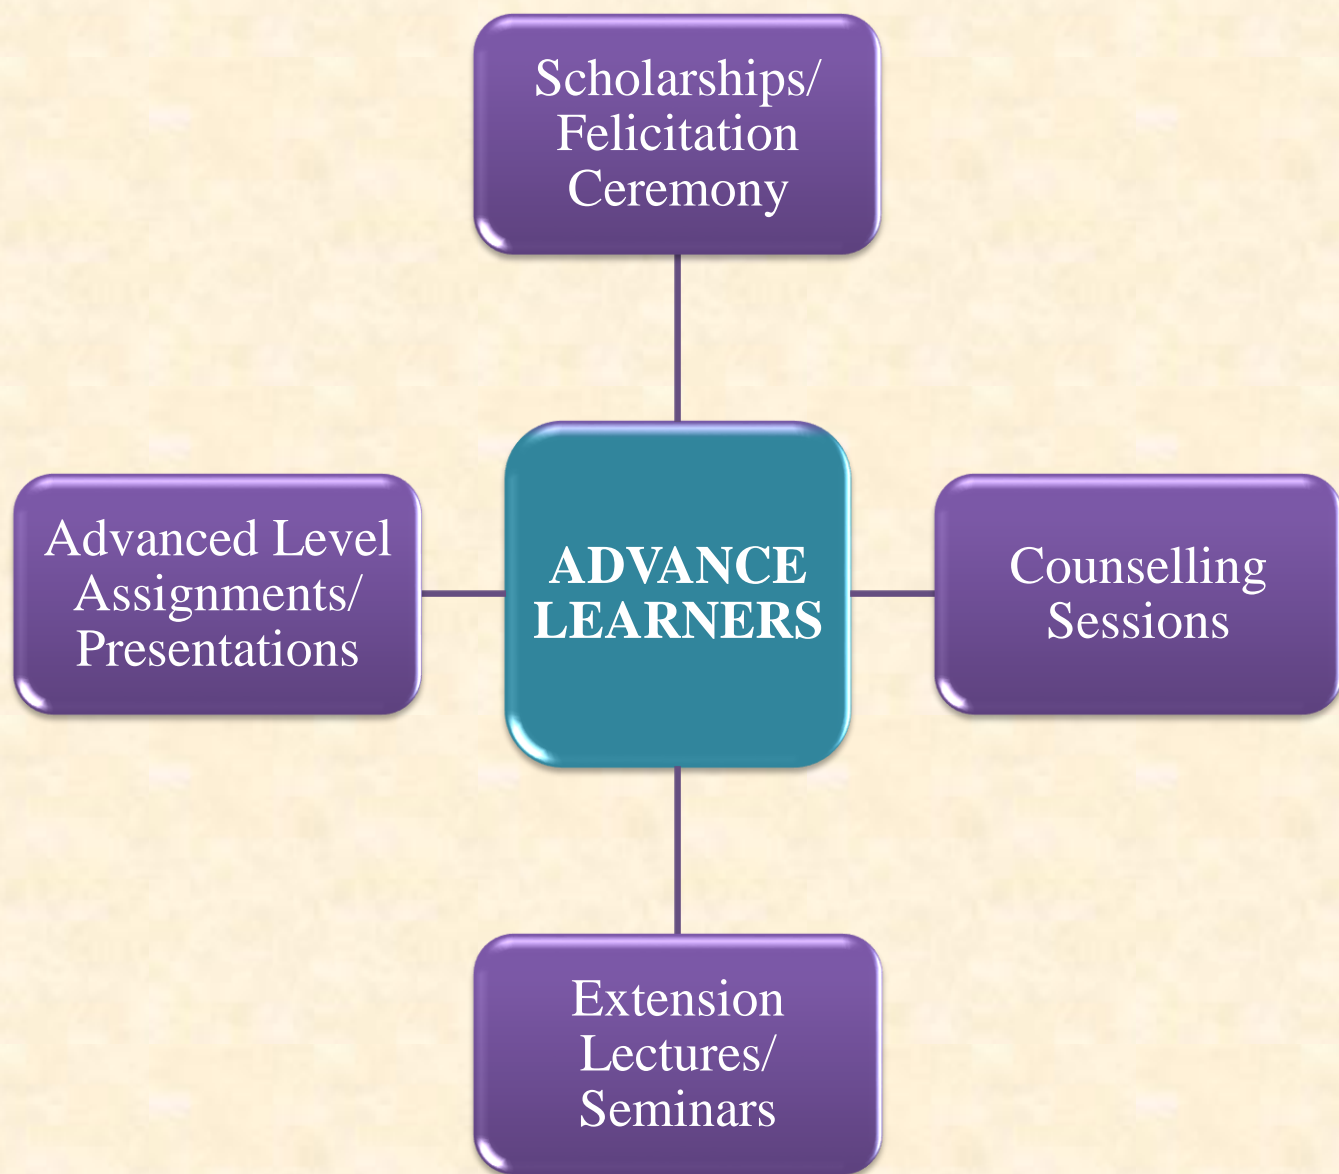 Scholarships/
Felicitation
Ceremony
Advanced Level
Assignments/
Presentations
ADVANCE
LEARNERS
Counselling
Sessions
Extension
Lectures/
Seminars